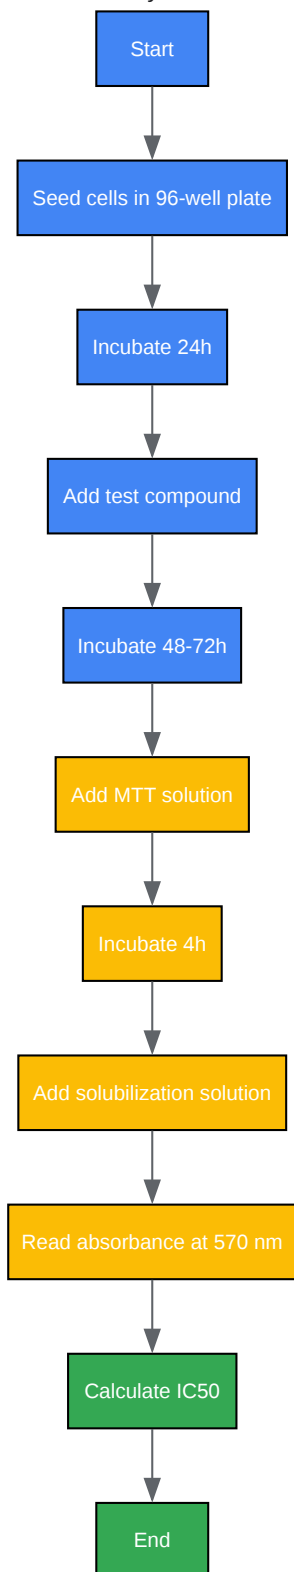 Start
Seed cells in 96-well plate
Incubate 24h
Add test compound
Incubate 48-72h
Add MTT solution
Incubate 4h
Add solubilization solution
Read absorbance at 570 nm
Calculate IC50
End